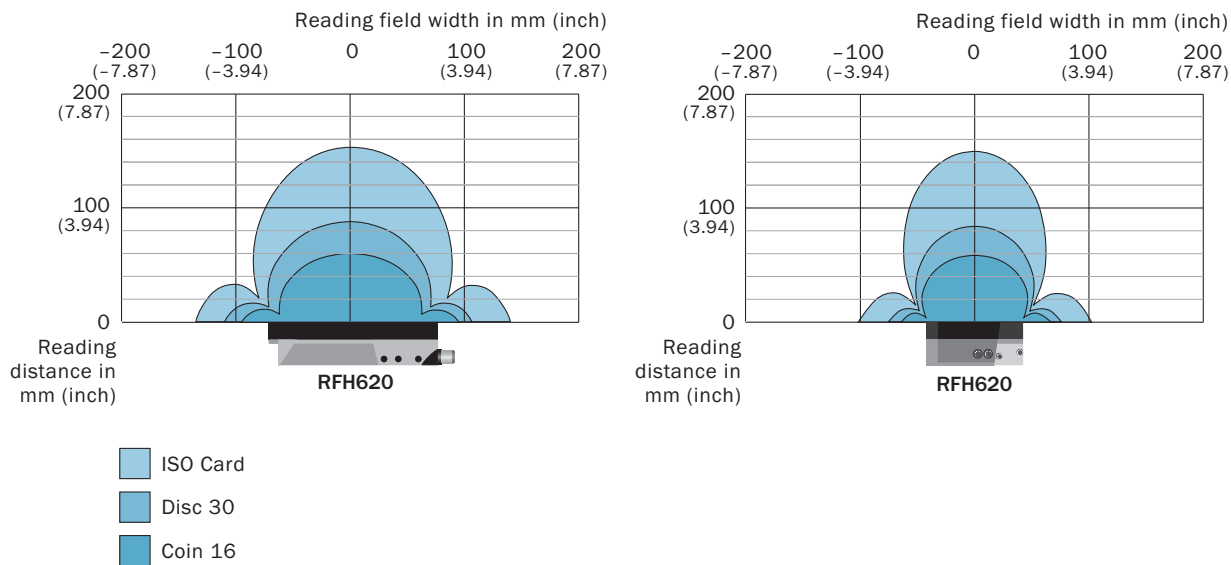 Reading field width in mm (inch)
–200 –100 0 100 200
(–7.87) (–3.94) (3.94) (7.87)
200
(7.87)
100
(3.94)
0
Reading
distance in
mm (inch)
RFH620
Reading field width in mm (inch)
–200 –100 0 100 200
(–7.87) (–3.94) (3.94) (7.87)
200
(7.87)
100
(3.94)
0
Reading
distance in
mm (inch)
RFH620
ISO Card
Disc 30
Coin 16